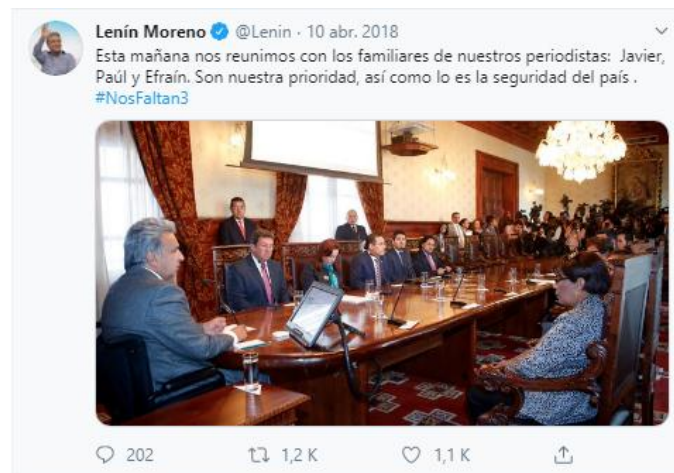 Lenín Moreno @Lenin · 10 abr. 2018
Esta mañana nos reunimos con los familiares de nuestros periodistas: Javier,
Paúl y Efraín. Son nuestra prioridad, así como lo es la seguridad del país .
#NosFaltan3
202 1,2 K 1,1 K